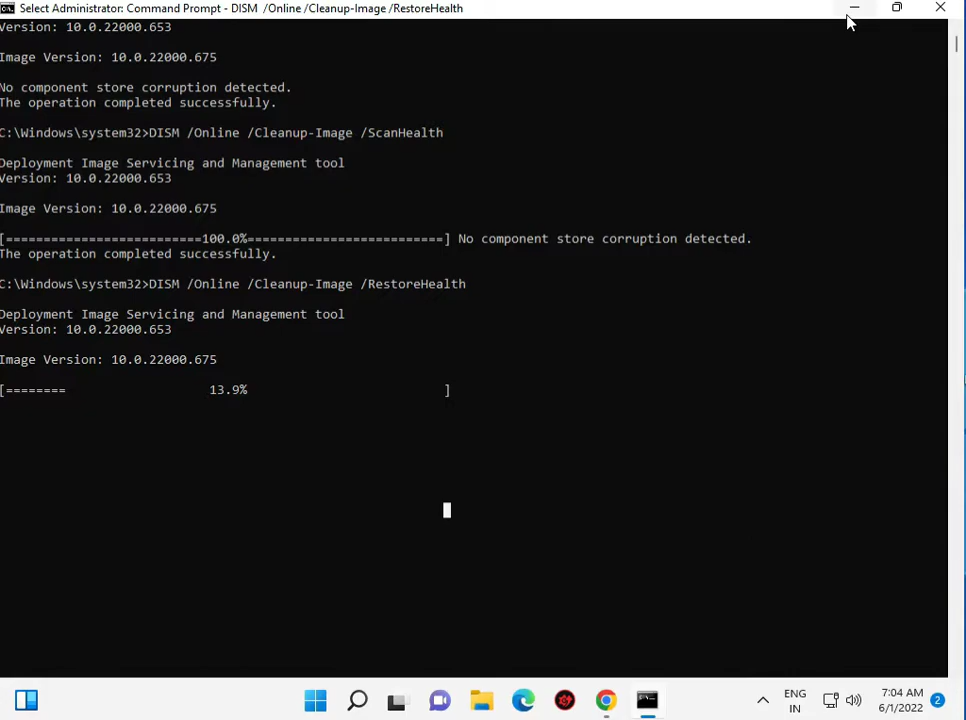 Select Administrator: Command Prompt - DISM  /Online /Cleanup-Image /RestoreHealth
Version: 10.0.22000.653
Image Version: 10.0.22000.675
No component store corruption detected.
The operation completed successfully.
C:\Windows\system32>DISM /Online /Cleanup-Image /ScanHealth
Deployment Image Servicing and Management tool
Version: 10.0.22000.653
Image Version: 10.0.22000.675
[==========================100.0%==========================] No component store corruption detected.
The operation completed successfully.
C:\Windows\system32>DISM /Online /Cleanup-Image /RestoreHealth
Deployment Image Servicing and Management tool
Version: 10.0.22000.653
Image Version: 10.0.22000.675
[========                   13.9%                          ]
ENG
IN
7:04 AM
6/1/2022
2